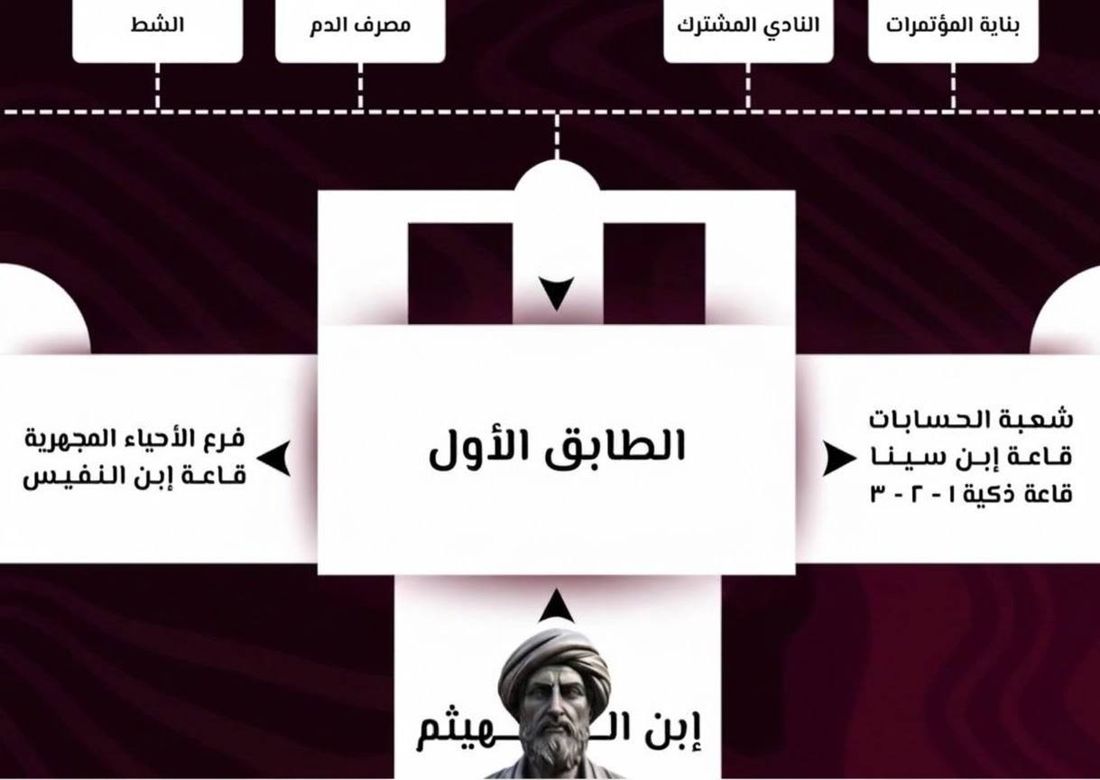 بناية المؤتمرات
النادي المشترك
مصرف الدم
الشط
الطابق الأول
شعبة الحسابات
قاعة إبن سينا
قاعة ذكية ١ - ٢ - ٣
فرع الأحياء المجهرية
قاعة إبن النفيس
إبن الـهيثم